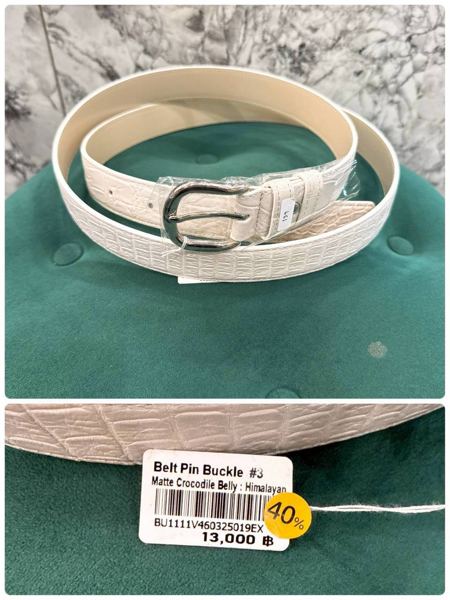 Belt Pin Buckle #3
Matte Crocodile Belly : Himalayan
40%
BU1111V460325019EX
13,000 ฿